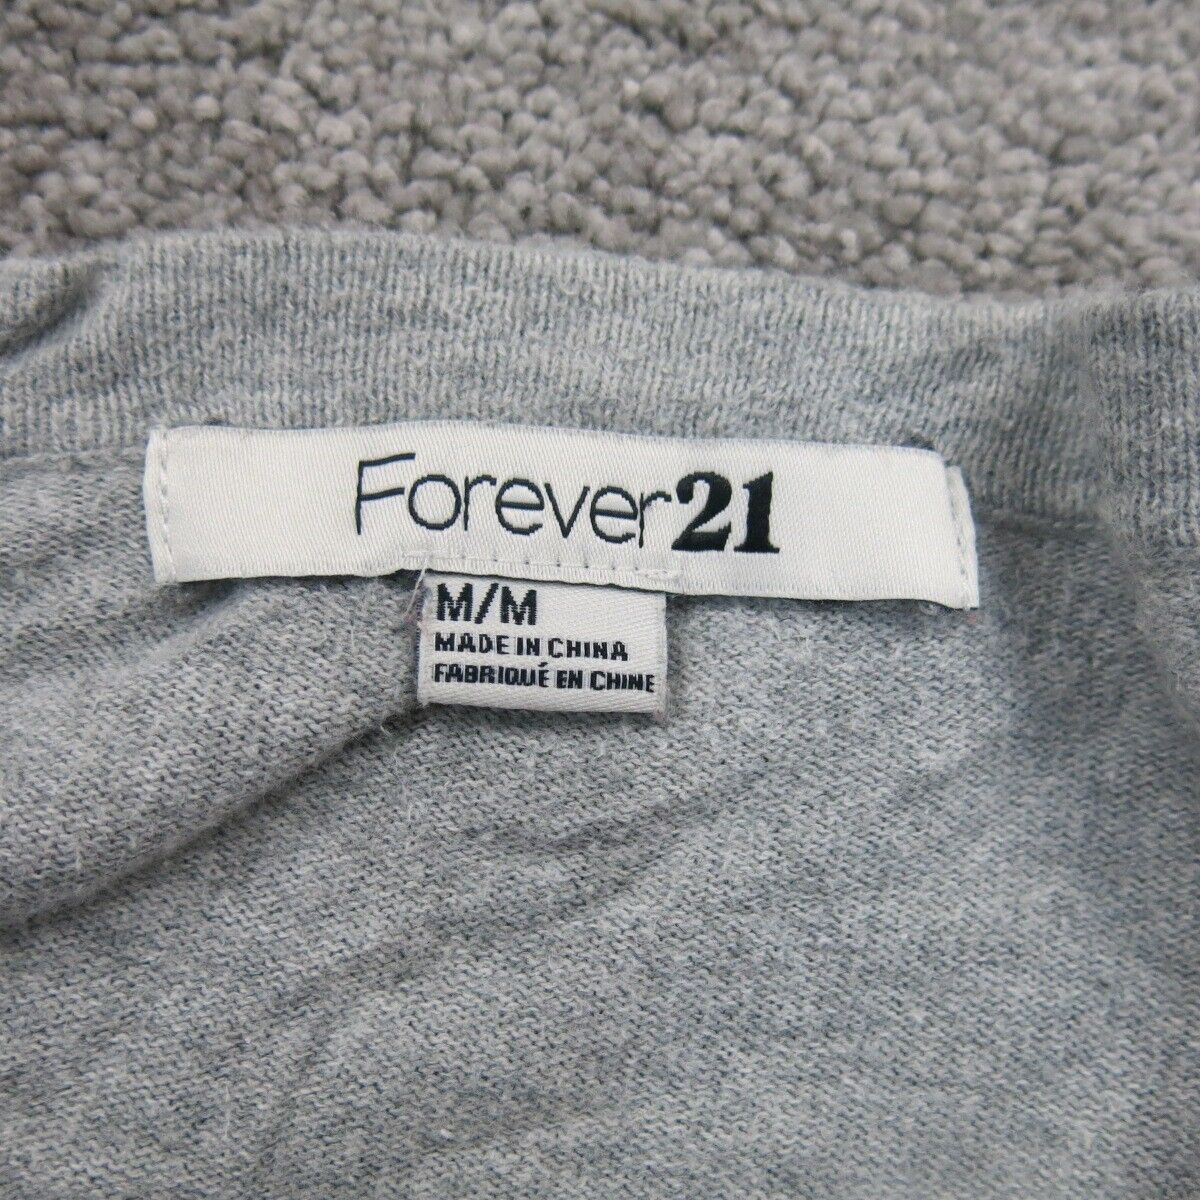 Forever21
M/M
MADE IN CHINA
FABRIQUÉ EN CHINE